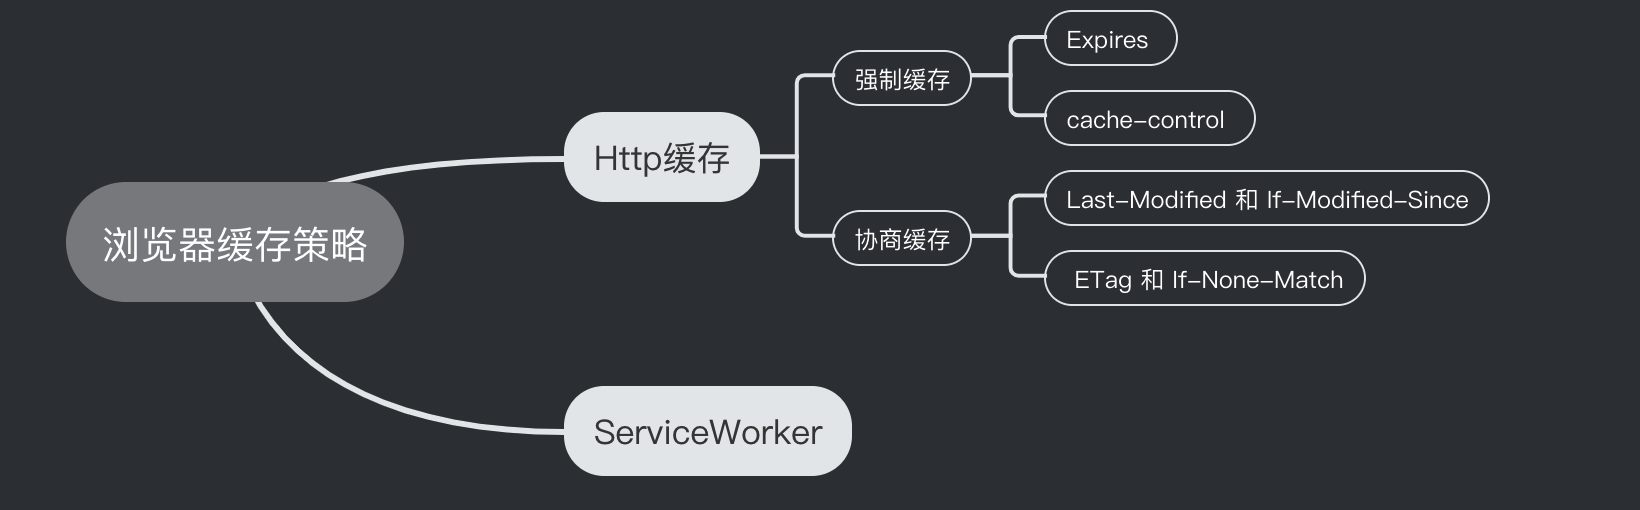 浏览器缓存策略
Http缓存
强制缓存
Expires
cache-control
协商缓存
Last-Modified 和 If-Modified-Since
ETag 和 If-None-Match
ServiceWorker